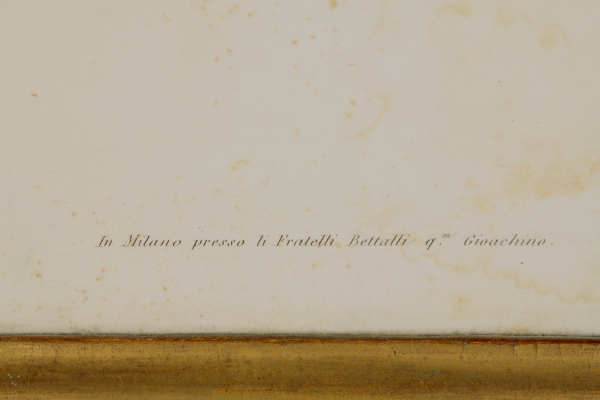 In Milano presso li Fratelli Bettalli q.m Gioachino.